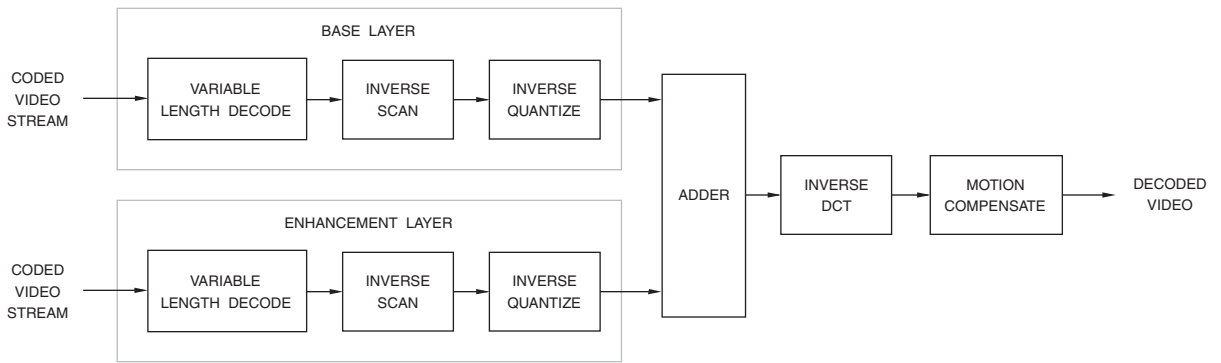 BASE LAYER
CODED
VIDEO
STREAM
VARIABLE
LENGTH DECODE
INVERSE
SCAN
INVERSE
QUANTIZE
ENHANCEMENT LAYER
CODED
VIDEO
STREAM
VARIABLE
LENGTH DECODE
INVERSE
SCAN
INVERSE
QUANTIZE
ADDER
INVERSE
DCT
MOTION
COMPENSATE
DECODED
VIDEO